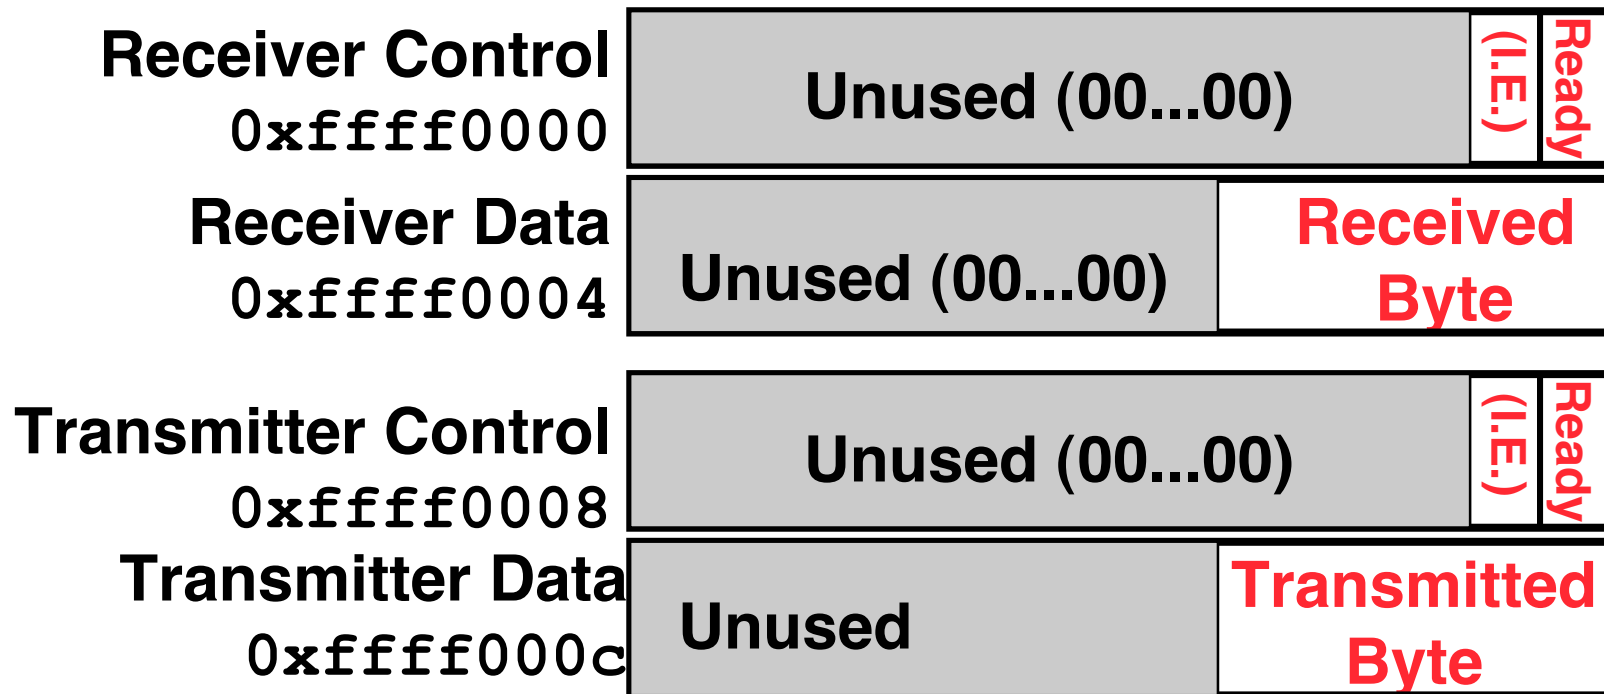 Receiver Control
0xffff0000
Unused (00...00)
(I.E.)
Ready
Receiver Data
0xffff0004
Unused (00...00)
Received
Byte
Transmitter Control
0xffff0008
Unused (00...00)
(I.E.)
Ready
Transmitter Data
0xffff000c
Unused
Transmitted
Byte